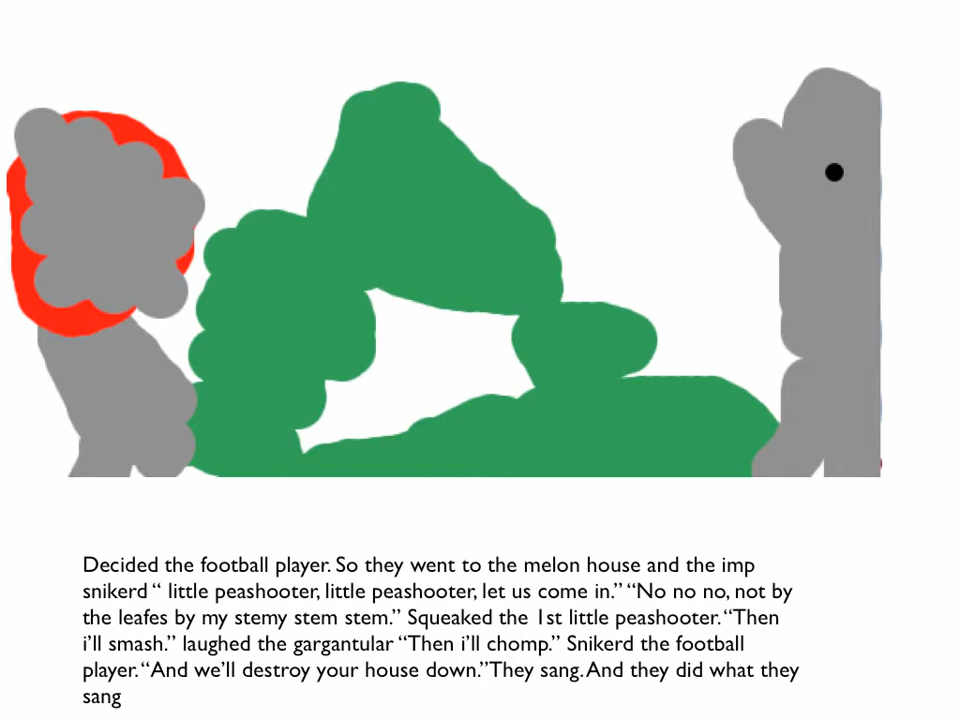 Decided the football player. So they went to the melon house and the imp
snikerd “ little peashooter, little peashooter, let us come in.” “No no no, not by
the leafes by my stemy stem stem.” Squeaked the 1st little peashooter. “Then
i’ll smash.” laughed the gargantular “Then i’ll chomp.” Snikerd the football
player. “And we’ll destroy your house down.”They sang. And they did what they
sang